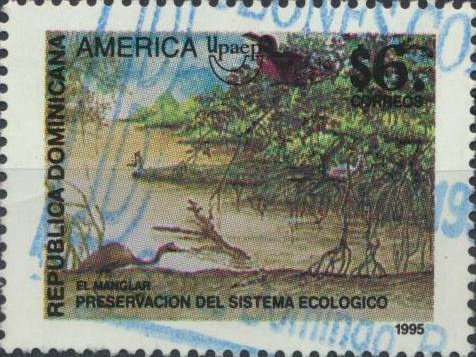 AMERICA Upaep
$6.
CORREOS
REPUBLICA DOMINICANA
EL MANGLAR
PRESERVACION DEL SISTEMA ECOLOGICO
1995